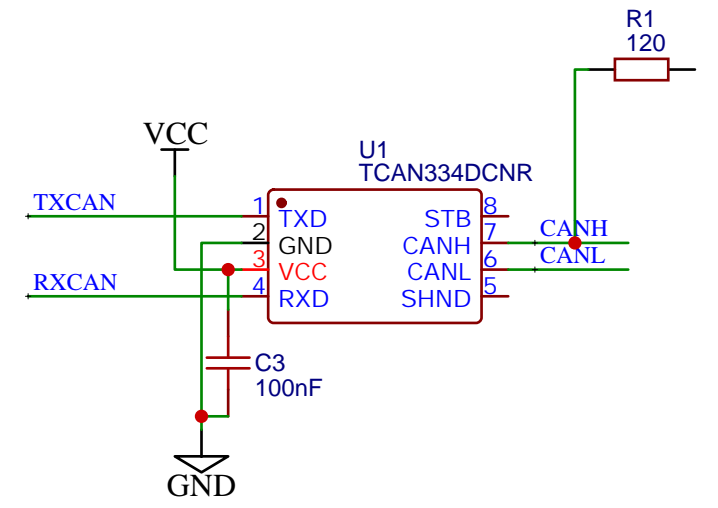 R1
120
VCC
U1
TCAN334DCNR
TXCAN
1
TXD
STB
8
2
GND
CANH
7
CANH
3
VCC
CANL
6
CANL
RXCAN
4
RXD
SHND
5
C3
100nF
GND